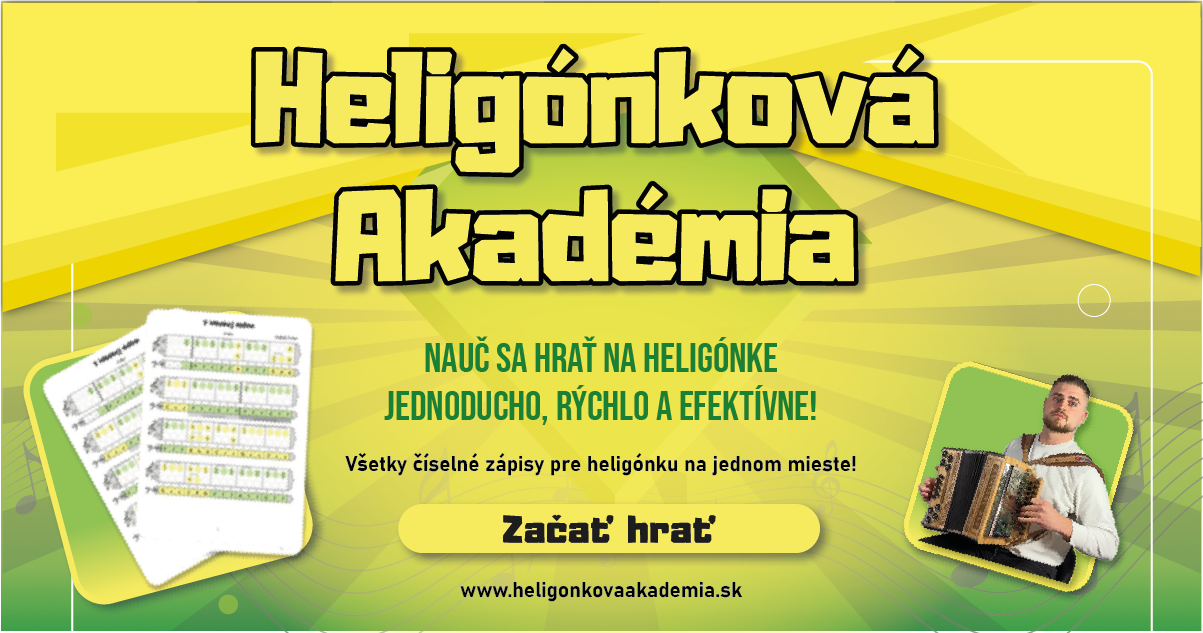 Heligónková
Akadémia
NAUČ SA HRAŤ NA HELIGÓNKE
JEDNODUCHO, RÝCHLO A EFEKTÍVNE!
Všetky číselné zápisy pre heligónku na jednom mieste!
Začať hrať
www.heligonkovaakademia.sk